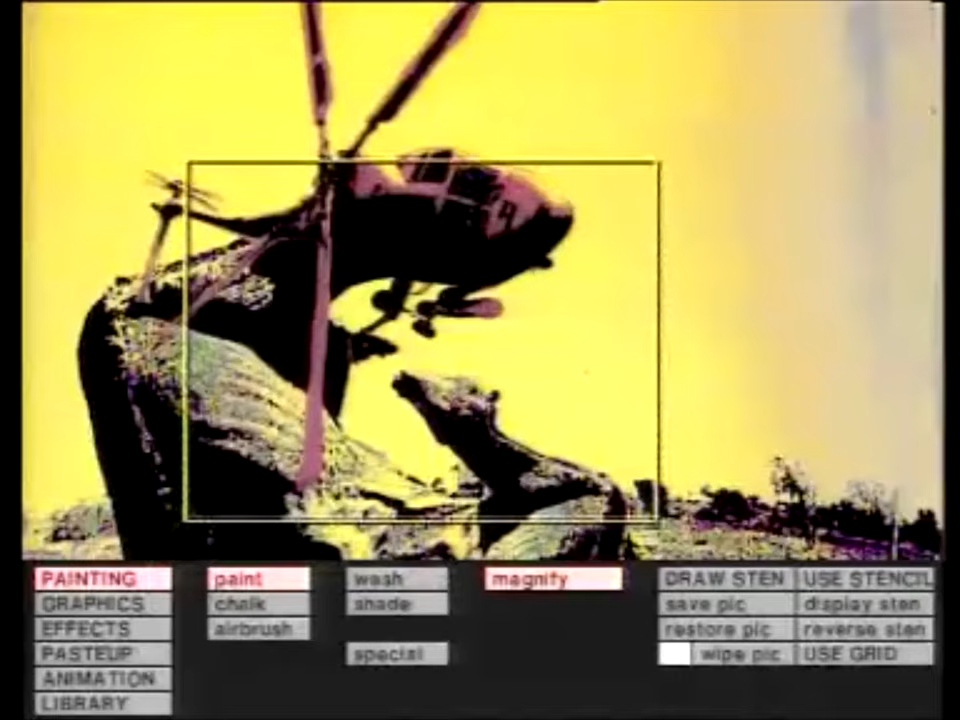 PAINTING paint wash magnify DRAW STEN USE STENCIL
GRAPHICS chalk shade save pic display sten
EFFECTS airbrush restore pic reverse sten
PASTEUP special wipe pic USE GRID
ANIMATION
LIBRARY